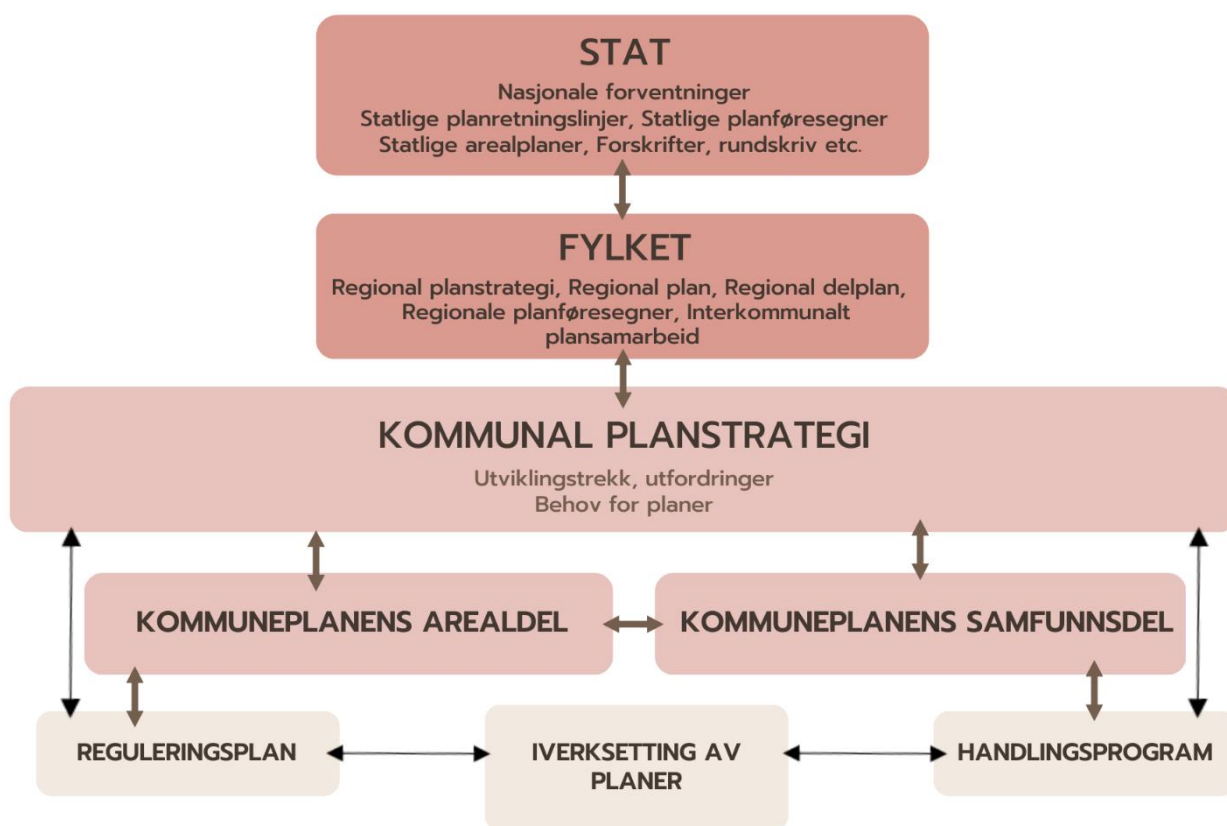 STAT
Nasjonale forventninger
Statlige planretningslinjer, Statlige planføresegner
Statlige arealplaner, Forskrifter, rundskriv etc.
FYLKET
Regional planstrategi, Regional plan, Regional delplan,
Regionale planføresegner, Interkommunalt
plansamarbeid
KOMMUNAL PLANSTRATEGI
Utviklingstrekk, utfordringer
Behov for planer
KOMMUNEPLANENS AREALDEL
KOMMUNEPLANENS SAMFUNNSDEL
REGULERINGSPLAN
IVERKSETTING AV
PLANER
HANDLINGSPROGRAM